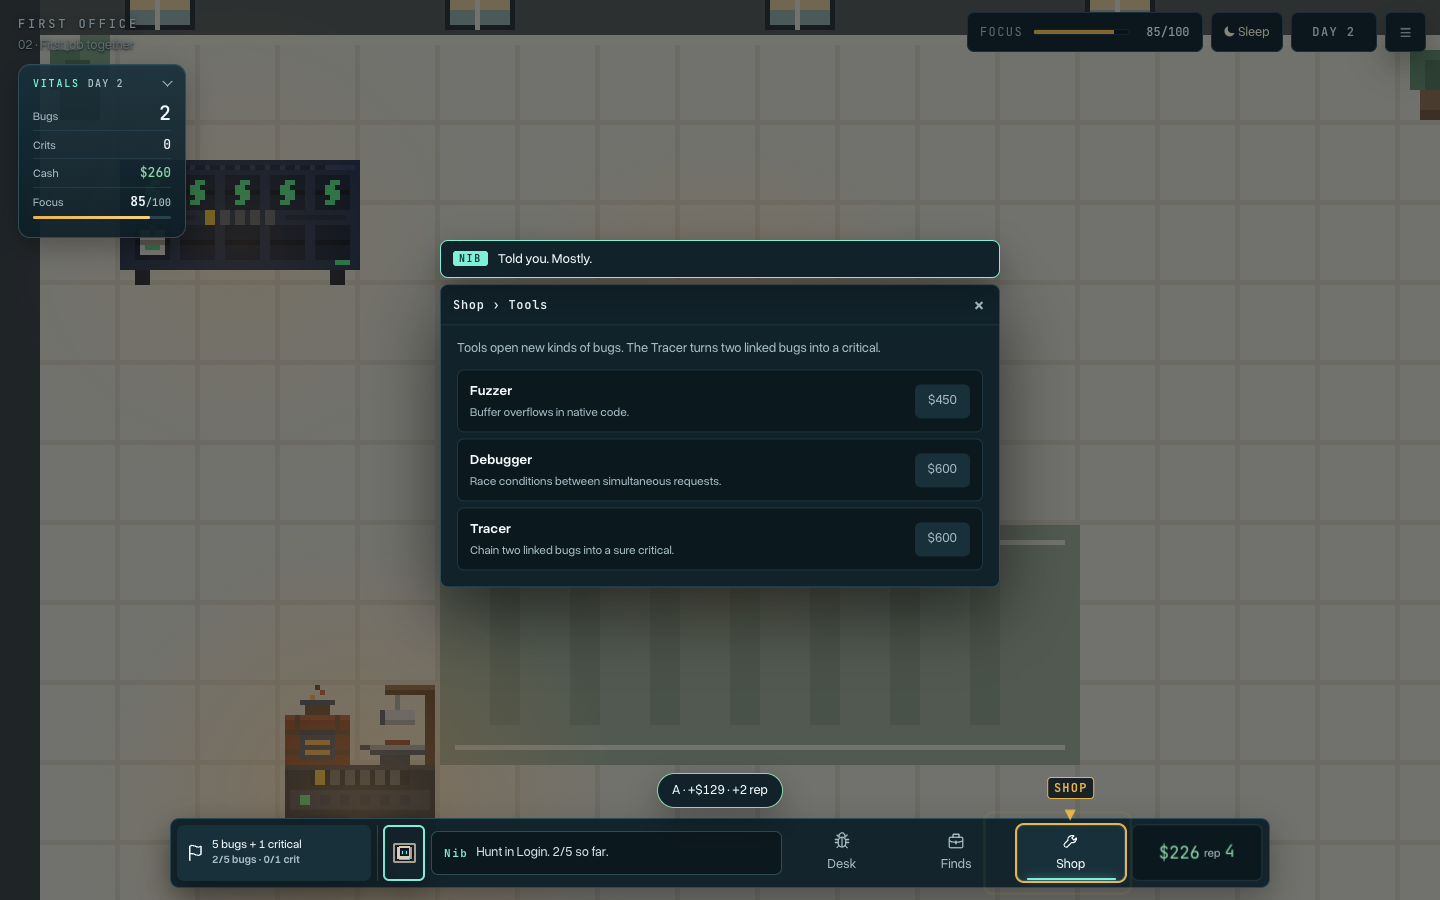 FIRST OFFICE
02 · First job together
FOCUS 85/100
Sleep
DAY 2
VITALS DAY 2
Bugs 2
Crits 0
Cash $260
Focus 85/100
NIB Told you. Mostly.
Shop › Tools
×
Tools open new kinds of bugs. The Tracer turns two linked bugs into a critical.
Fuzzer
Buffer overflows in native code.
$450
Debugger
Race conditions between simultaneous requests.
$600
Tracer
Chain two linked bugs into a sure critical.
$600
A · +$129 · +2 rep
SHOP
5 bugs + 1 critical
2/5 bugs · 0/1 crit
Nib Hunt in Login. 2/5 so far.
Desk
Finds
Shop
$226 rep 4